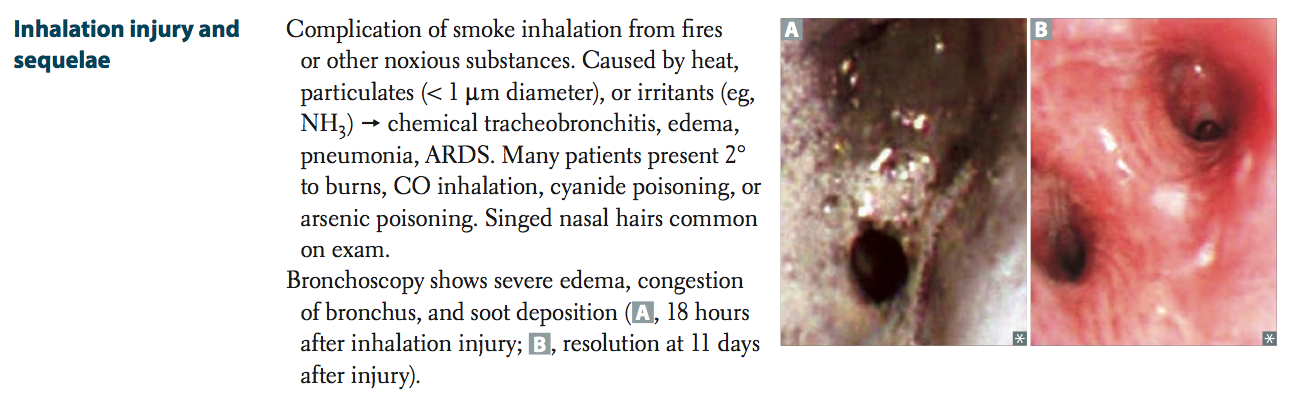 Inhalation injury and
sequelae
Complication of smoke inhalation from fires
or other noxious substances. Caused by heat,
particulates (< 1 μm diameter), or irritants (eg,
NH₃) → chemical tracheobronchitis, edema,
pneumonia, ARDS. Many patients present 2°
to burns, CO inhalation, cyanide poisoning, or
arsenic poisoning. Singed nasal hairs common
on exam.
Bronchoscopy shows severe edema, congestion
of bronchus, and soot deposition (A, 18 hours
after inhalation injury; B, resolution at 11 days
after injury).
A
B